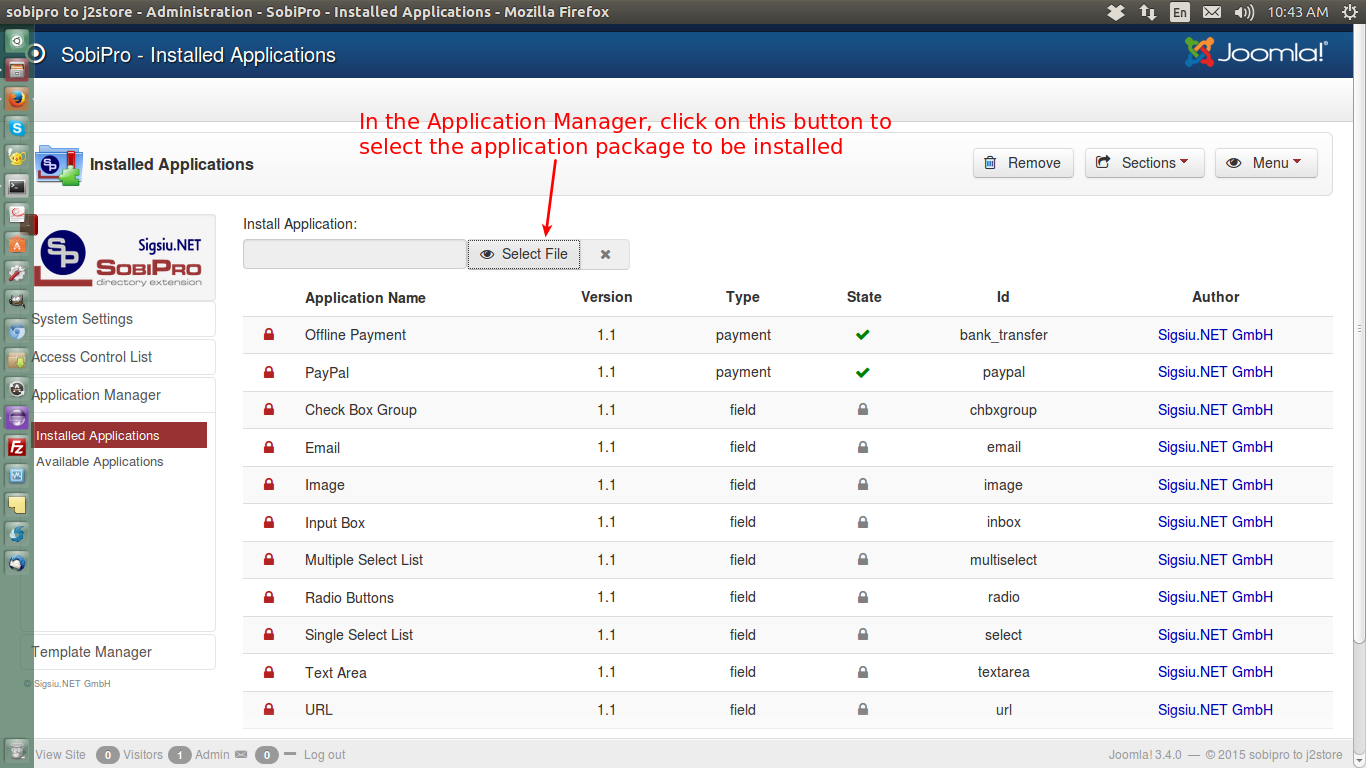 sobipro to j2store - Administration - SobiPro - Installed Applications - Mozilla Firefox
En
10:43 AM
SobiPro - Installed Applications
Joomla!®
In the Application Manager, click on this button to
select the application package to be installed
SP
Installed Applications
Remove
Sections
Menu
Sp
Sigsiu.NET
SOBIPRO
directory extension
System Settings
Access Control List
Application Manager
Installed Applications
Available Applications
Template Manager
© Sigsiu.NET GmbH
Install Application:
Select File
Application Name Version Type State Id Author
Offline Payment 1.1 payment bank_transfer Sigsiu.NET GmbH
PayPal 1.1 payment paypal Sigsiu.NET GmbH
Check Box Group 1.1 field chbxgroup Sigsiu.NET GmbH
Email 1.1 field email Sigsiu.NET GmbH
Image 1.1 field image Sigsiu.NET GmbH
Input Box 1.1 field inbox Sigsiu.NET GmbH
Multiple Select List 1.1 field multiselect Sigsiu.NET GmbH
Radio Buttons 1.1 field radio Sigsiu.NET GmbH
Single Select List 1.1 field select Sigsiu.NET GmbH
Text Area 1.1 field textarea Sigsiu.NET GmbH
URL 1.1 field url Sigsiu.NET GmbH
View Site 0 Visitors 1 Admin 0 Log out
Joomla! 3.4.0 — © 2015 sobipro to j2store